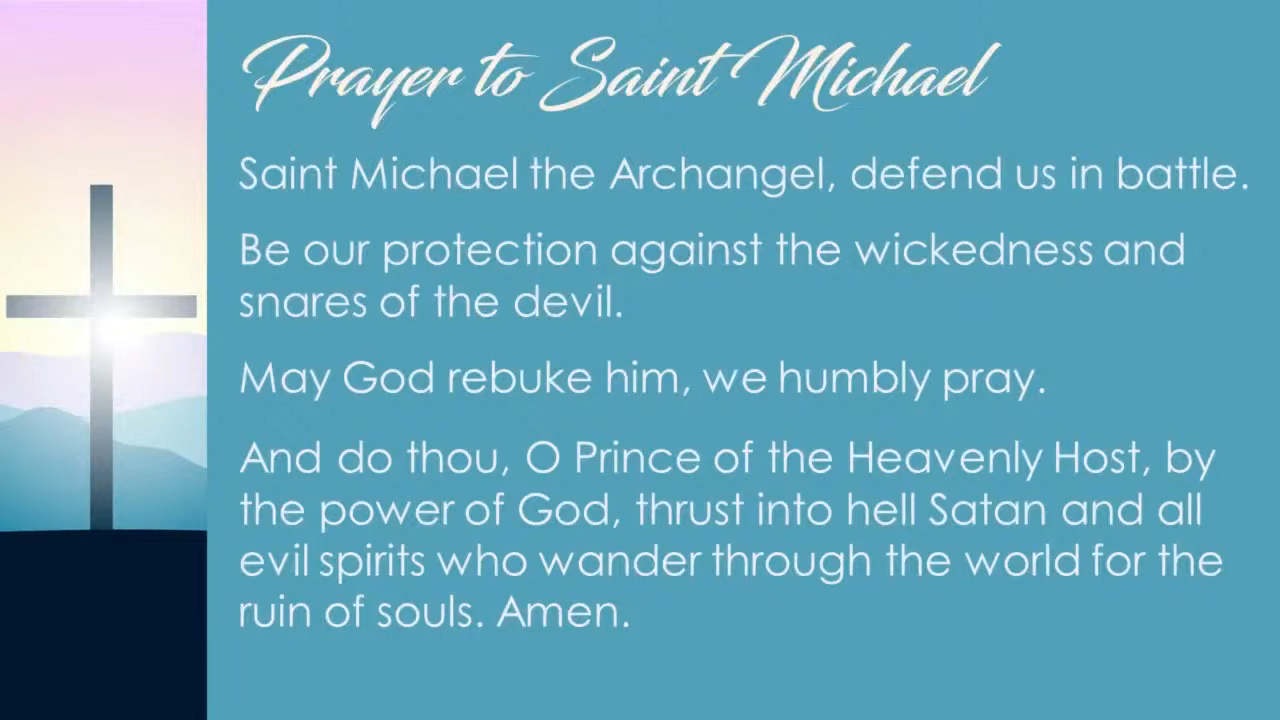 Prayer to Saint Michael
Saint Michael the Archangel, defend us in battle.
Be our protection against the wickedness and
snares of the devil.
May God rebuke him, we humbly pray.
And do thou, O Prince of the Heavenly Host, by
the power of God, thrust into hell Satan and all
evil spirits who wander through the world for the
ruin of souls. Amen.